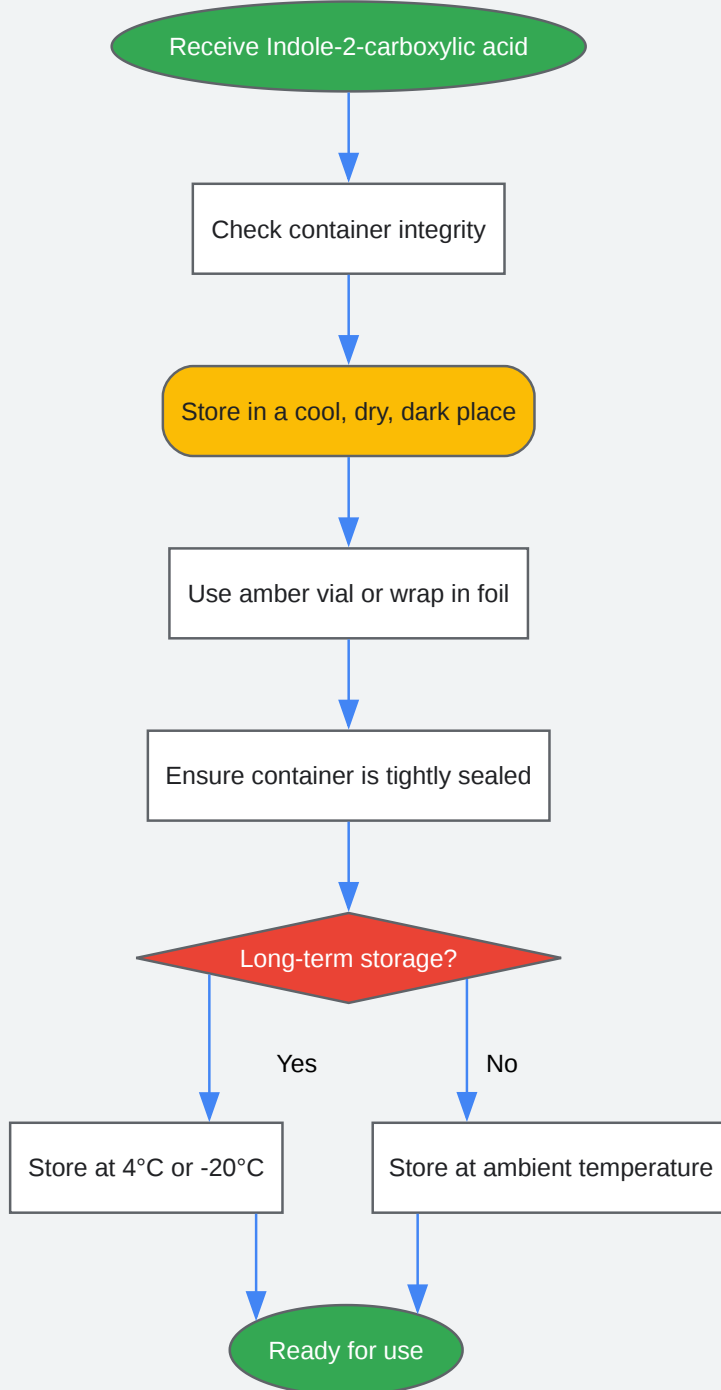 Receive Indole-2-carboxylic acid
Check container integrity
Store in a cool, dry, dark place
Use amber vial or wrap in foil
Ensure container is tightly sealed
Long-term storage?
Yes
No
Store at 4°C or -20°C
Store at ambient temperature
Ready for use